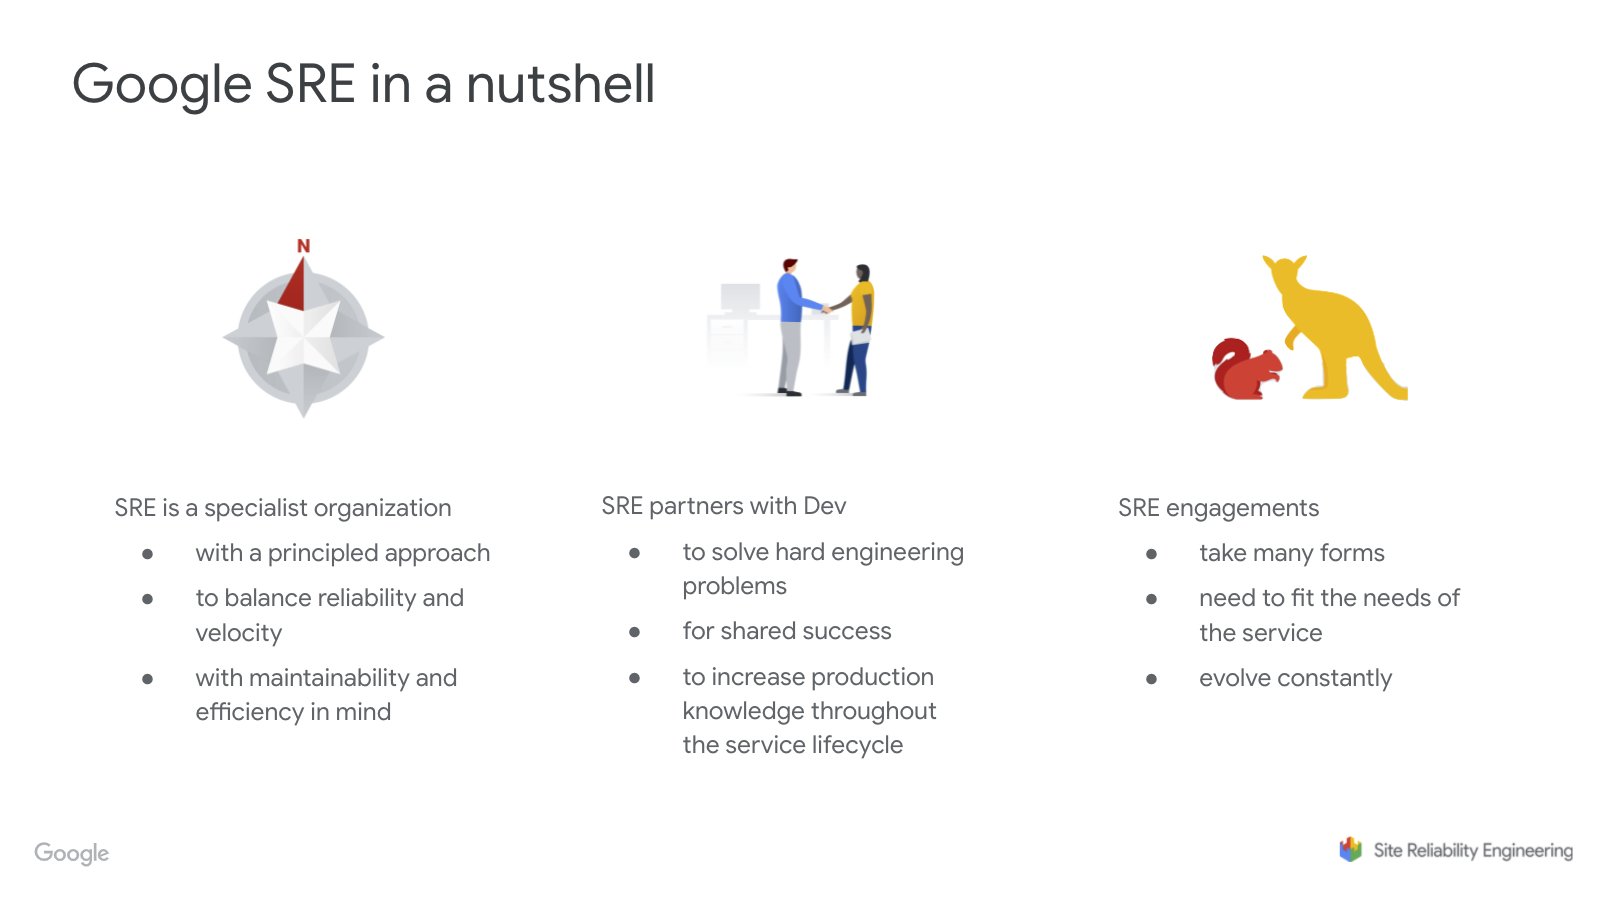 Google SRE in a nutshell
N
SRE is a specialist organization
● with a principled approach
● to balance reliability and
velocity
● with maintainability and
efficiency in mind
SRE partners with Dev
● to solve hard engineering
problems
● for shared success
● to increase production
knowledge throughout
the service lifecycle
SRE engagements
● take many forms
● need to fit the needs of
the service
● evolve constantly
Google
Site Reliability Engineering